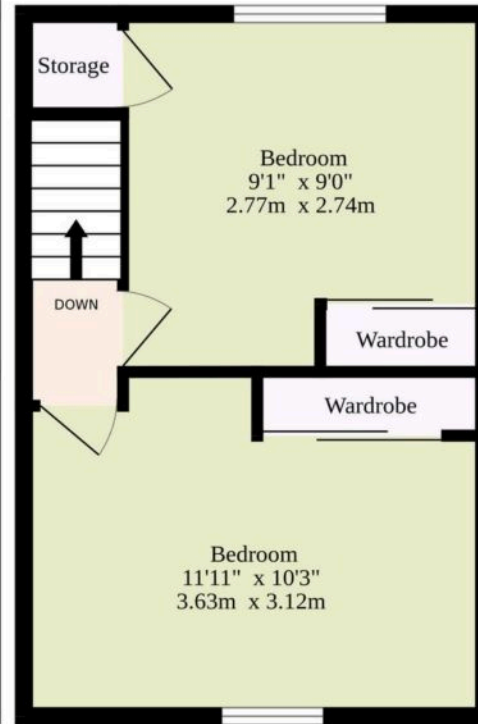 Storage
Bedroom
9'1" x 9'0"
2.77m x 2.74m
DOWN
Wardrobe
Wardrobe
Bedroom
11'11" x 10'3"
3.63m x 3.12m